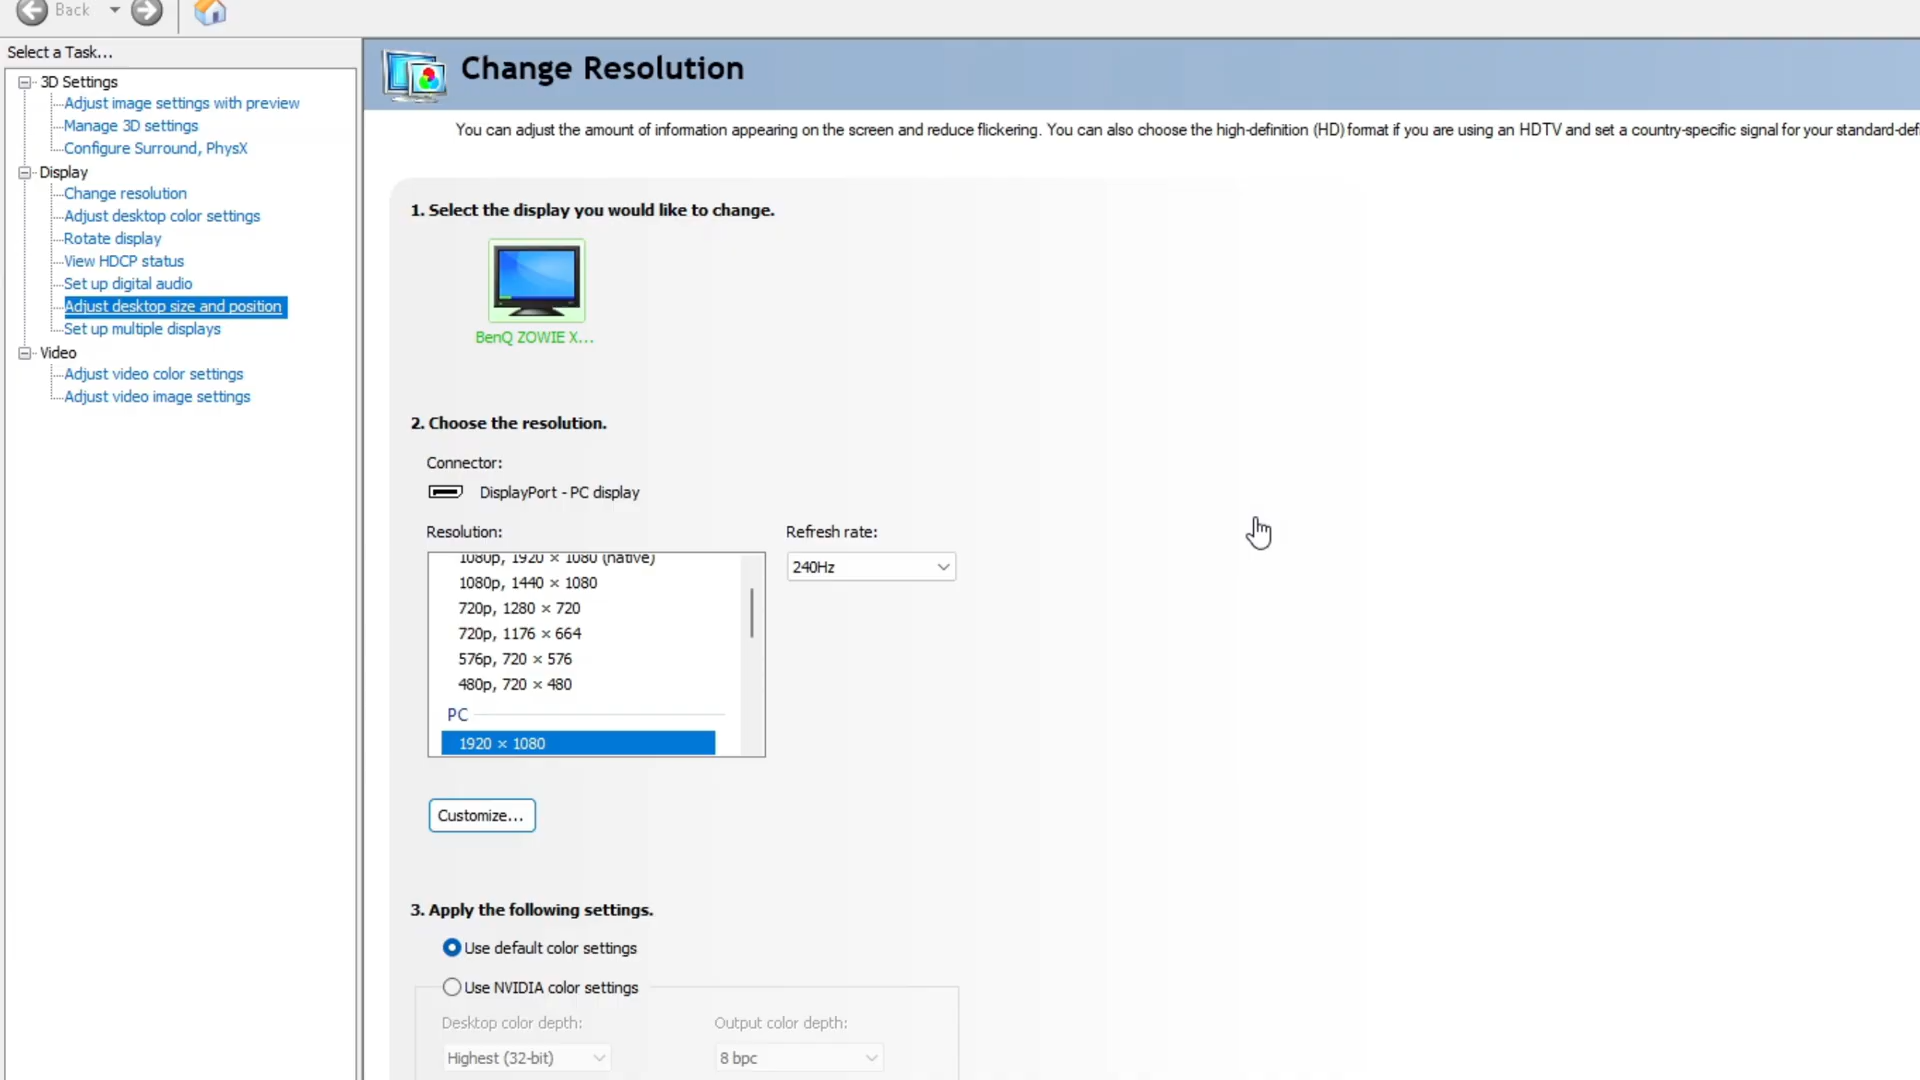 Back
Select a Task...
3D Settings
Adjust image settings with preview
Manage 3D settings
Configure Surround, PhysX
Display
Change resolution
Adjust desktop color settings
Rotate display
View HDCP status
Set up digital audio
Adjust desktop size and position
Set up multiple displays
Video
Adjust video color settings
Adjust video image settings
Change Resolution
You can adjust the amount of information appearing on the screen and reduce flickering. You can also choose the high-definition (HD) format if you are using an HDTV and set a country-specific signal for your standard-def
1. Select the display you would like to change.
BenQ ZOWIE X...
2. Choose the resolution.
Connector:
DisplayPort - PC display
Resolution:
1080p, 1920 × 1080 (native)
1080p, 1440 × 1080
720p, 1280 × 720
720p, 1176 × 664
576p, 720 × 576
480p, 720 × 480
PC
1920 × 1080
Refresh rate:
240Hz
Customize...
3. Apply the following settings.
Use default color settings
Use NVIDIA color settings
Desktop color depth:
Highest (32-bit)
Output color depth:
8 bpc